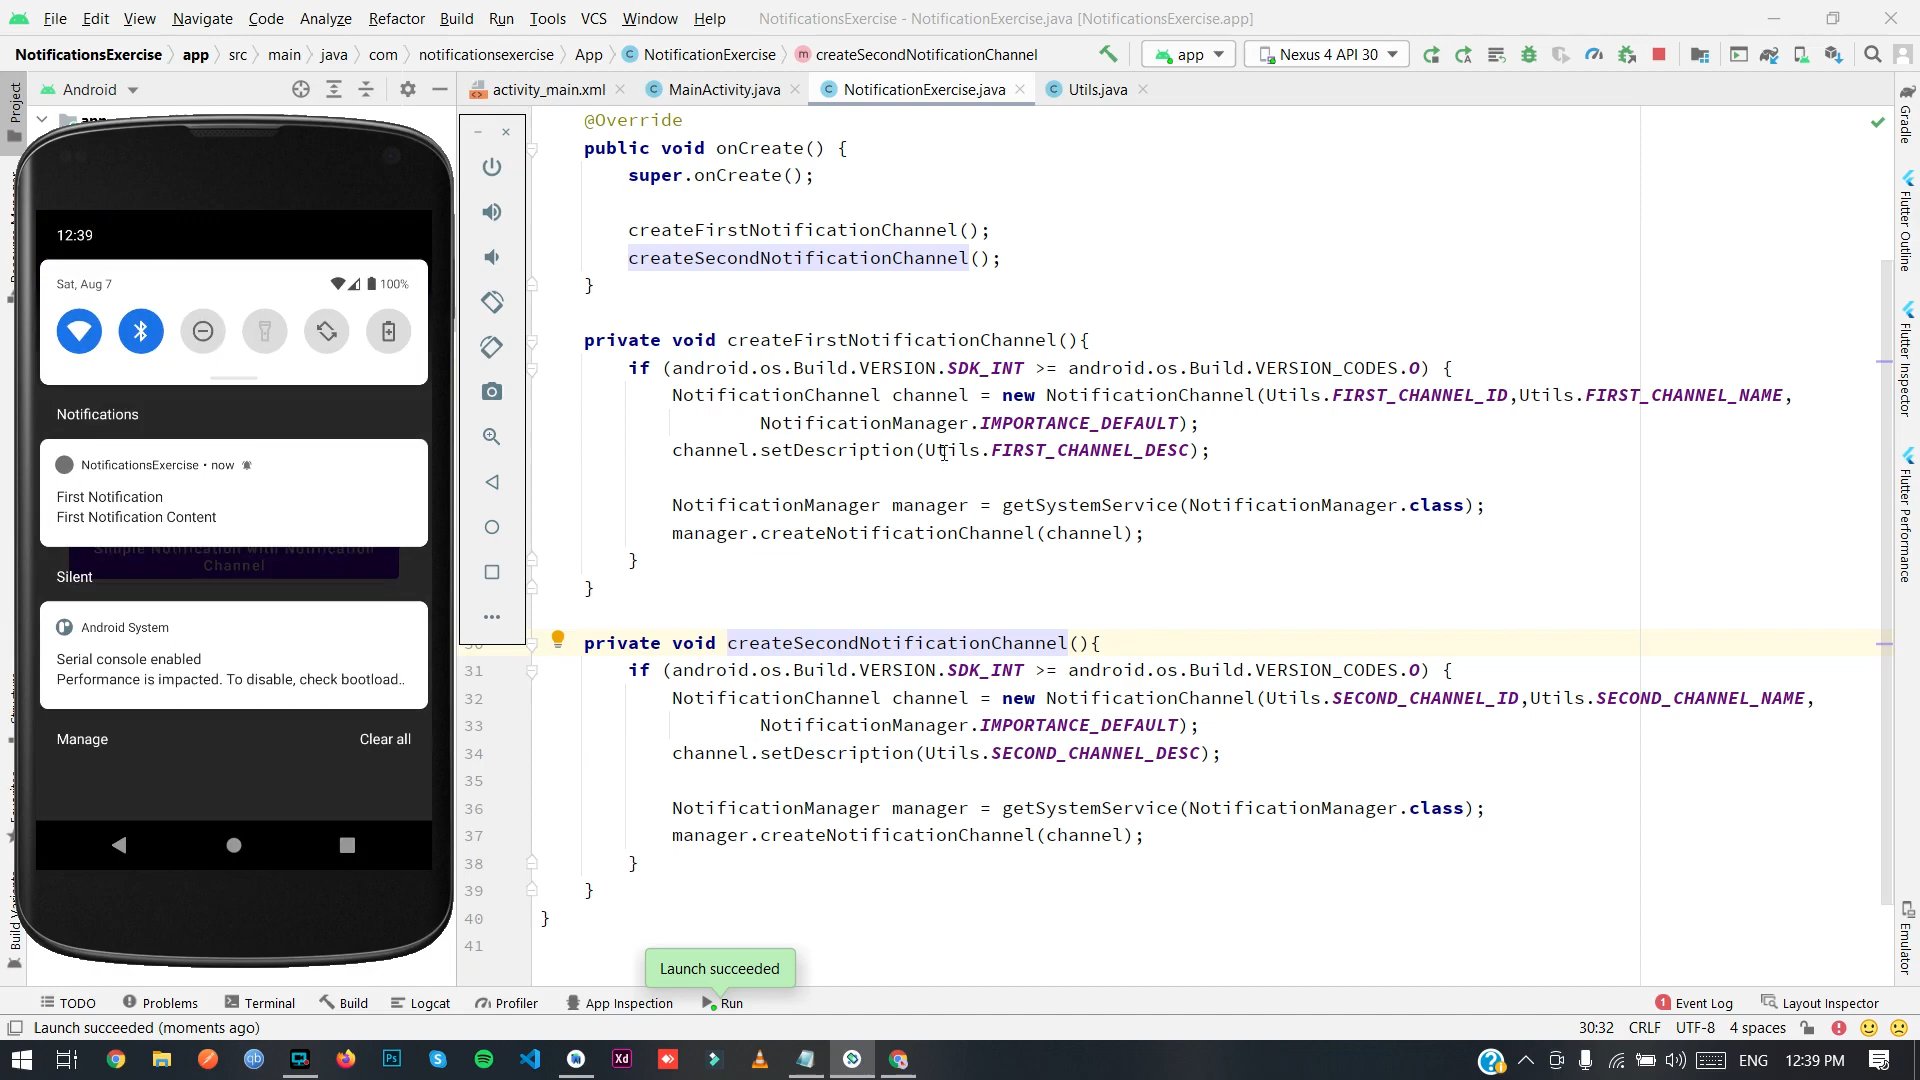 File Edit View Navigate Code Analyze Refactor Build Run Tools VCS Window Help NotificationsExercise - NotificationExercise.java [NotificationsExercise.app]
NotificationsExercise app src main java com notificationsexercise App NotificationExercise createSecondNotificationChannel app Nexus 4 API 30
Android activity_main.xml MainActivity.java NotificationExercise.java Utils.java
Project
Gradle
Flutter Outline
Flutter Inspector
Flutter Performance
Emulator
12:39
Sat, Aug 7 100%
Notifications
NotificationsExercise • now
First Notification
First Notification Content
Simple Notification with Notification
Channel
Silent
Android System
Serial console enabled
Performance is impacted. To disable, check bootload..
Manage Clear all
@Override
public void onCreate() {
super.onCreate();
createFirstNotificationChannel();
createSecondNotificationChannel();
}
private void createFirstNotificationChannel(){
if (android.os.Build.VERSION.SDK_INT >= android.os.Build.VERSION_CODES.O) {
NotificationChannel channel = new NotificationChannel(Utils.FIRST_CHANNEL_ID,Utils.FIRST_CHANNEL_NAME,
NotificationManager.IMPORTANCE_DEFAULT);
channel.setDescription(Utils.FIRST_CHANNEL_DESC);
NotificationManager manager = getSystemService(NotificationManager.class);
manager.createNotificationChannel(channel);
}
}
private void createSecondNotificationChannel(){
31 if (android.os.Build.VERSION.SDK_INT >= android.os.Build.VERSION_CODES.O) {
32 NotificationChannel channel = new NotificationChannel(Utils.SECOND_CHANNEL_ID,Utils.SECOND_CHANNEL_NAME,
33 NotificationManager.IMPORTANCE_DEFAULT);
34 channel.setDescription(Utils.SECOND_CHANNEL_DESC);
35
36 NotificationManager manager = getSystemService(NotificationManager.class);
37 manager.createNotificationChannel(channel);
38 }
39 }
40 }
41
Launch succeeded
TODO Problems Terminal Build Logcat Profiler App Inspection Run 1 Event Log Layout Inspector
Launch succeeded (moments ago) 30:32 CRLF UTF-8 4 spaces
ENG 12:39 PM